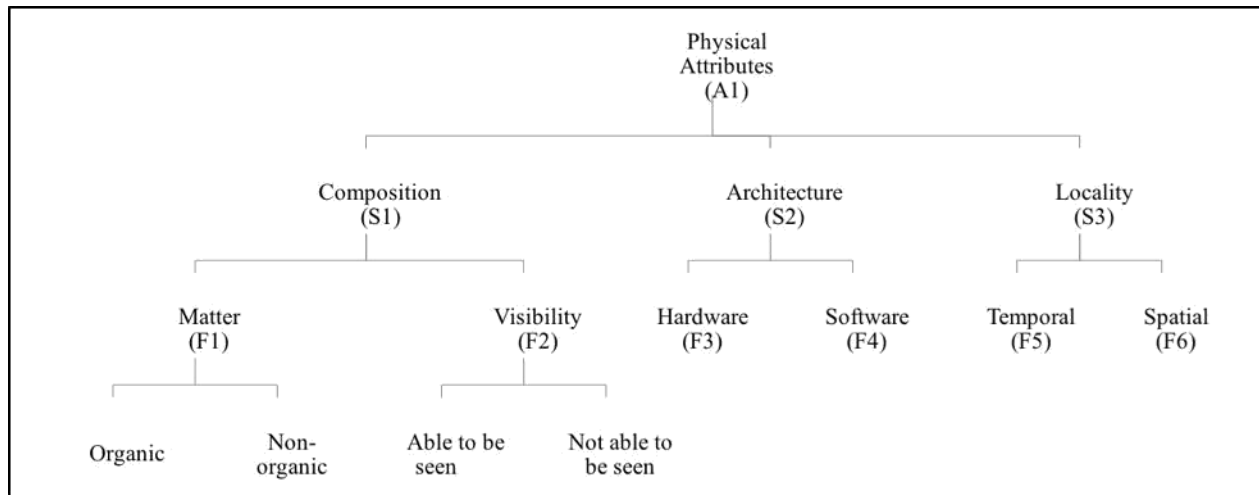 Physical
Attributes
(A1)
Composition
(S1)
Architecture
(S2)
Locality
(S3)
Matter
(F1)
Visibility
(F2)
Hardware
(F3)
Software
(F4)
Temporal
(F5)
Spatial
(F6)
Organic
Non-
organic
Able to be
seen
Not able to
be seen